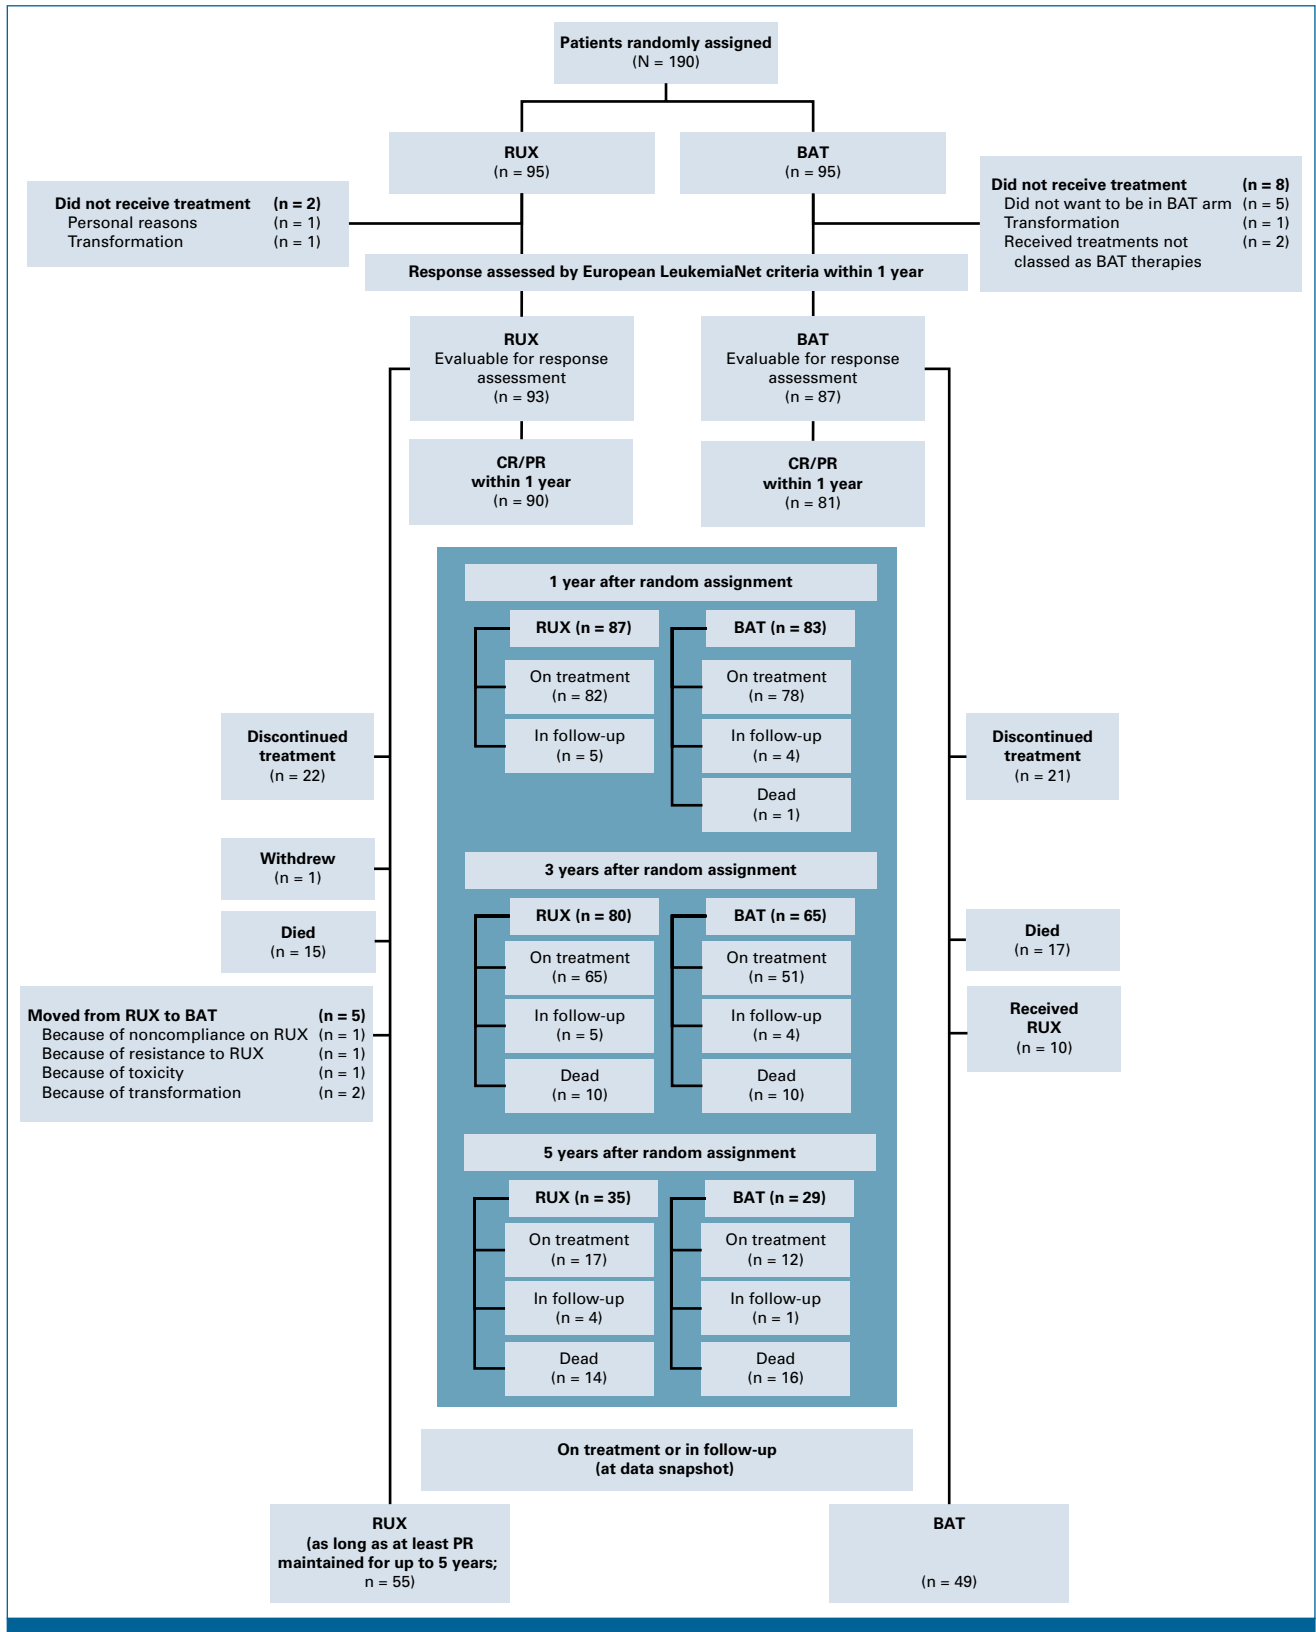 Patients randomly assigned
(N = 190)
RUX
(n = 95)
BAT
(n = 95)
Did not receive treatment (n = 2)
Personal reasons (n = 1)
Transformation (n = 1)
Did not receive treatment (n = 8)
Did not want to be in BAT arm (n = 5)
Transformation (n = 1)
Received treatments not (n = 2)
classed as BAT therapies
Response assessed by European LeukemiaNet criteria within 1 year
RUX
Evaluable for response
assessment
(n = 93)
BAT
Evaluable for response
assessment
(n = 87)
CR/PR
within 1 year
(n = 90)
CR/PR
within 1 year
(n = 81)
1 year after random assignment
RUX (n = 87)
BAT (n = 83)
On treatment
(n = 82)
On treatment
(n = 78)
In follow-up
(n = 5)
In follow-up
(n = 4)
Dead
(n = 1)
Discontinued
treatment
(n = 22)
Discontinued
treatment
(n = 21)
Withdrew
(n = 1)
3 years after random assignment
RUX (n = 80)
BAT (n = 65)
Died
(n = 15)
Died
(n = 17)
On treatment
(n = 65)
On treatment
(n = 51)
In follow-up
(n = 5)
In follow-up
(n = 4)
Dead
(n = 10)
Dead
(n = 10)
Moved from RUX to BAT (n = 5)
Because of noncompliance on RUX (n = 1)
Because of resistance to RUX (n = 1)
Because of toxicity (n = 1)
Because of transformation (n = 2)
Received
RUX
(n = 10)
5 years after random assignment
RUX (n = 35)
BAT (n = 29)
On treatment
(n = 17)
On treatment
(n = 12)
In follow-up
(n = 4)
In follow-up
(n = 1)
Dead
(n = 14)
Dead
(n = 16)
On treatment or in follow-up
(at data snapshot)
RUX
(as long as at least PR
maintained for up to 5 years;
n = 55)
BAT
(n = 49)